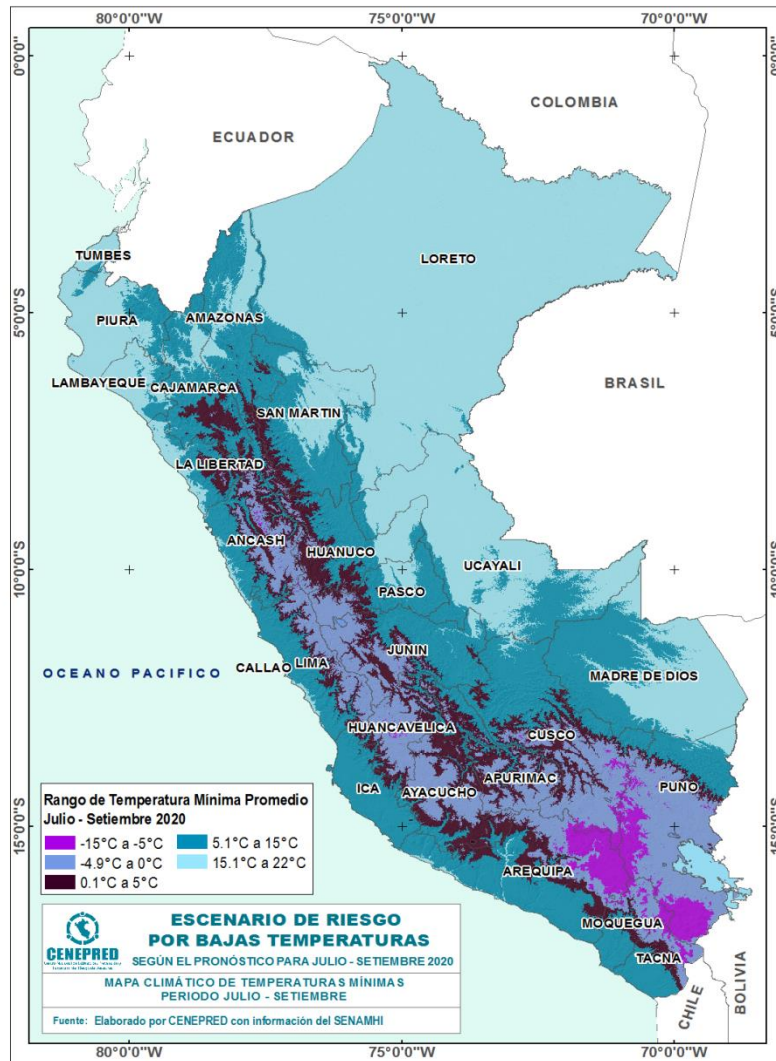 80°0'0"W 75°0'0"W 70°0'0"W
0°0'0" 0°0'0"
COLOMBIA
ECUADOR
TUMBES
LORETO
PIURA
AMAZONAS
5°0'0"S 5°0'0"S
LAMBAYEQUE
CAJAMARCA
BRASIL
SAN MARTIN
LA LIBERTAD
ANCASH
HUANUCO
UCAYALI
10°0'0"S 10°0'0"S
PASCO
JUNIN
OCEANO PACIFICO
CALLAO
LIMA
MADRE DE DIOS
HUANCAVELICA
CUSCO
APURIMAC
ICA
AYACUCHO
PUNO
15°0'0"S 15°0'0"S
Rango de Temperatura Mínima Promedio
Julio - Setiembre 2020
-15°C a -5°C 5.1°C a 15°C
-4.9°C a 0°C 15.1°C a 22°C
0.1°C a 5°C
AREQUIPA
MOQUEGUA
TACNA
CHILE
BOLIVIA
CENEPRED
ESCENARIO DE RIESGO
POR BAJAS TEMPERATURAS
SEGÚN EL PRONÓSTICO PARA JULIO - SETIEMBRE 2020
MAPA CLIMÁTICO DE TEMPERATURAS MÍNIMAS
PERIODO JULIO - SETIEMBRE
Fuente: Elaborado por CENEPRED con información del SENAMHI
80°0'0"W 75°0'0"W 70°0'0"W